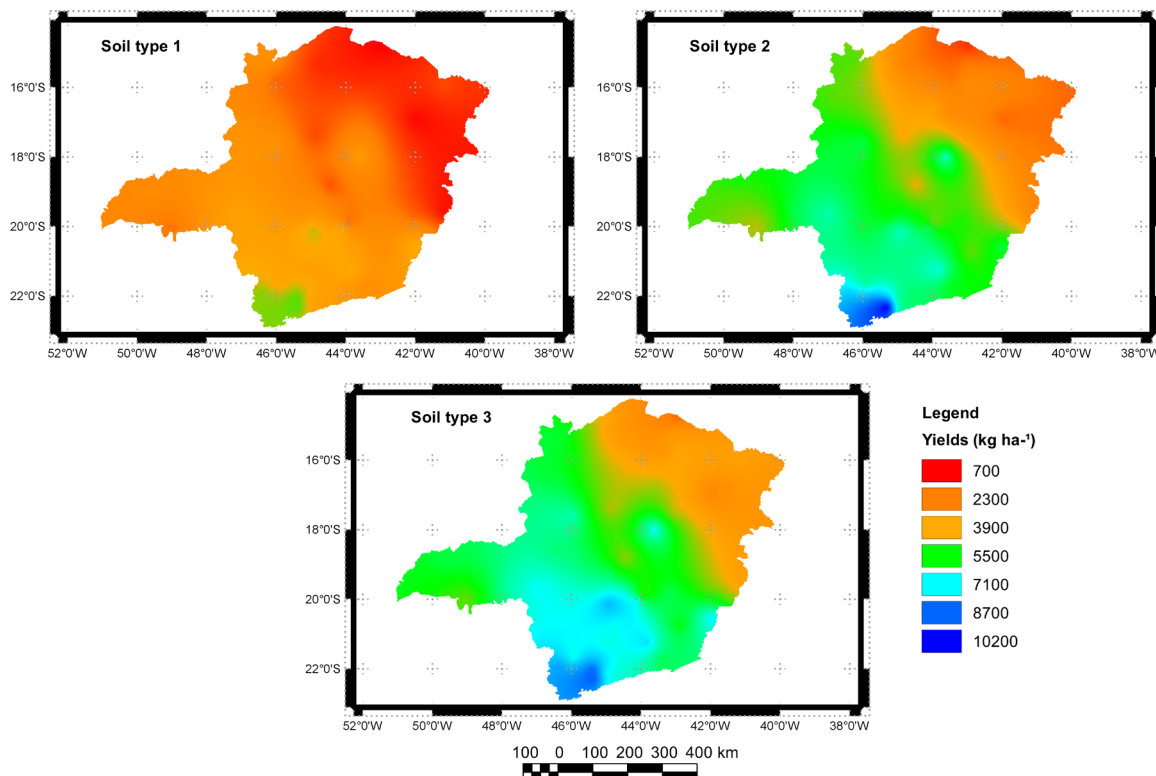 Soil type 1
16°0'S
18°0'S
20°0'S
22°0'S
52°0'W 50°0'W 48°0'W 46°0'W 44°0'W 42°0'W 40°0'W 38°0'W
Soil type 2
16°0'S
18°0'S
20°0'S
22°0'S
52°0'W 50°0'W 48°0'W 46°0'W 44°0'W 42°0'W 40°0'W 38°0'W
Soil type 3
16°0'S
18°0'S
20°0'S
22°0'S
52°0'W 50°0'W 48°0'W 46°0'W 44°0'W 42°0'W 40°0'W 38°0'W
Legend
Yields (kg ha-¹)
700
2300
3900
5500
7100
8700
10200
100 0 100 200 300 400 km